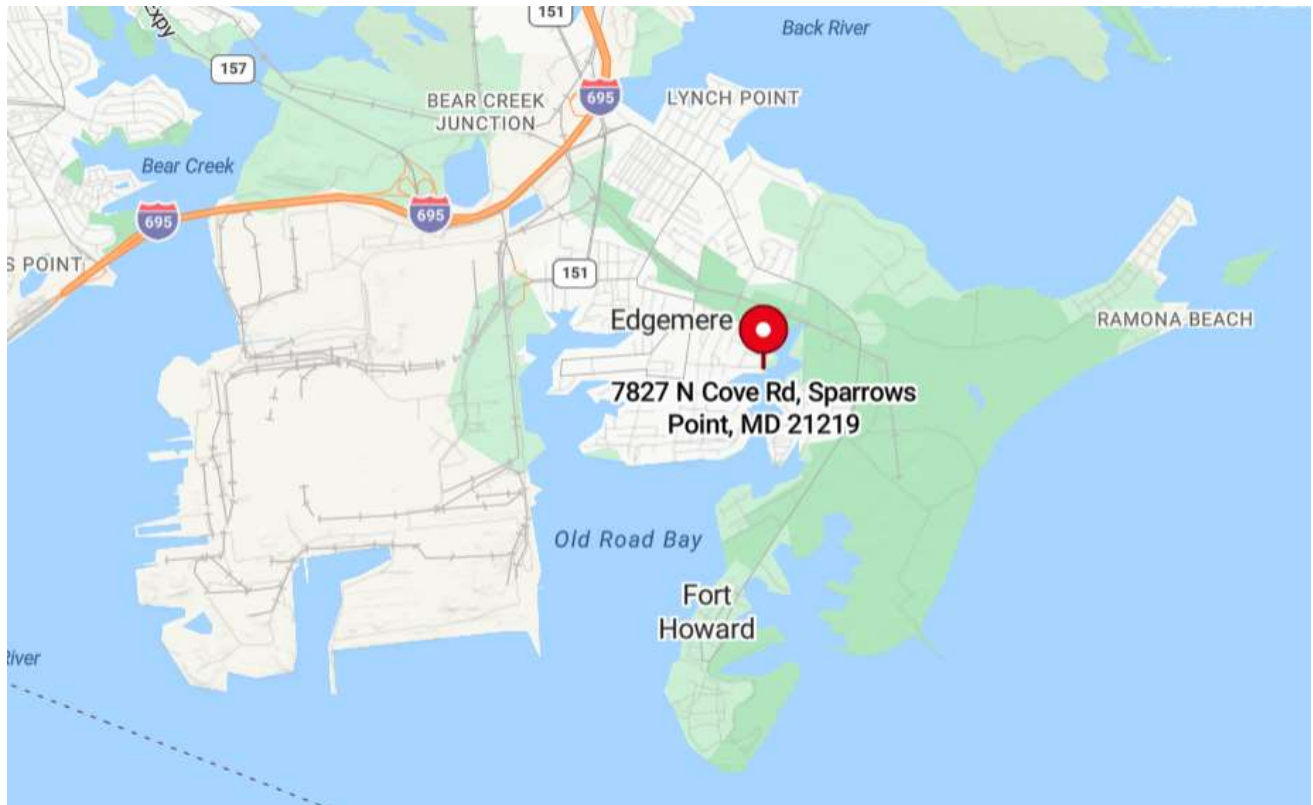 151
Back River
Expy
157
695
BEAR CREEK
JUNCTION
LYNCH POINT
Bear Creek
695
695
S POINT
151
Edgemere
RAMONA BEACH
7827 N Cove Rd, Sparrows
Point, MD 21219
Old Road Bay
Fort
Howard
River